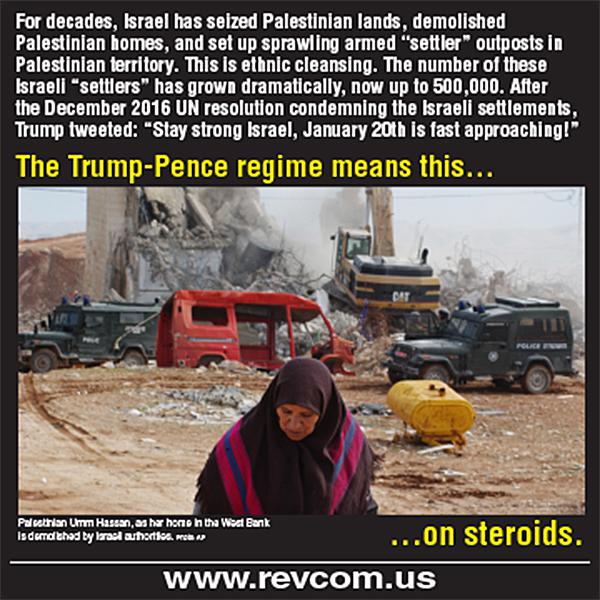 For decades, Israel has seized Palestinian lands, demolished
Palestinian homes, and set up sprawling armed “settler” outposts in
Palestinian territory. This is ethnic cleansing. The number of these
Israeli “settlers” has grown dramatically, now up to 500,000. After
the December 2016 UN resolution condemning the Israeli settlements,
Trump tweeted: “Stay strong Israel, January 20th is fast approaching!”
The Trump-Pence regime means this...
CAT
POLICE
POLICE
Palestinian Umm Hassan, as her home in the West Bank
is demolished by Israeli authorities. PHOTO: AP
...on steroids.
www.revcom.us